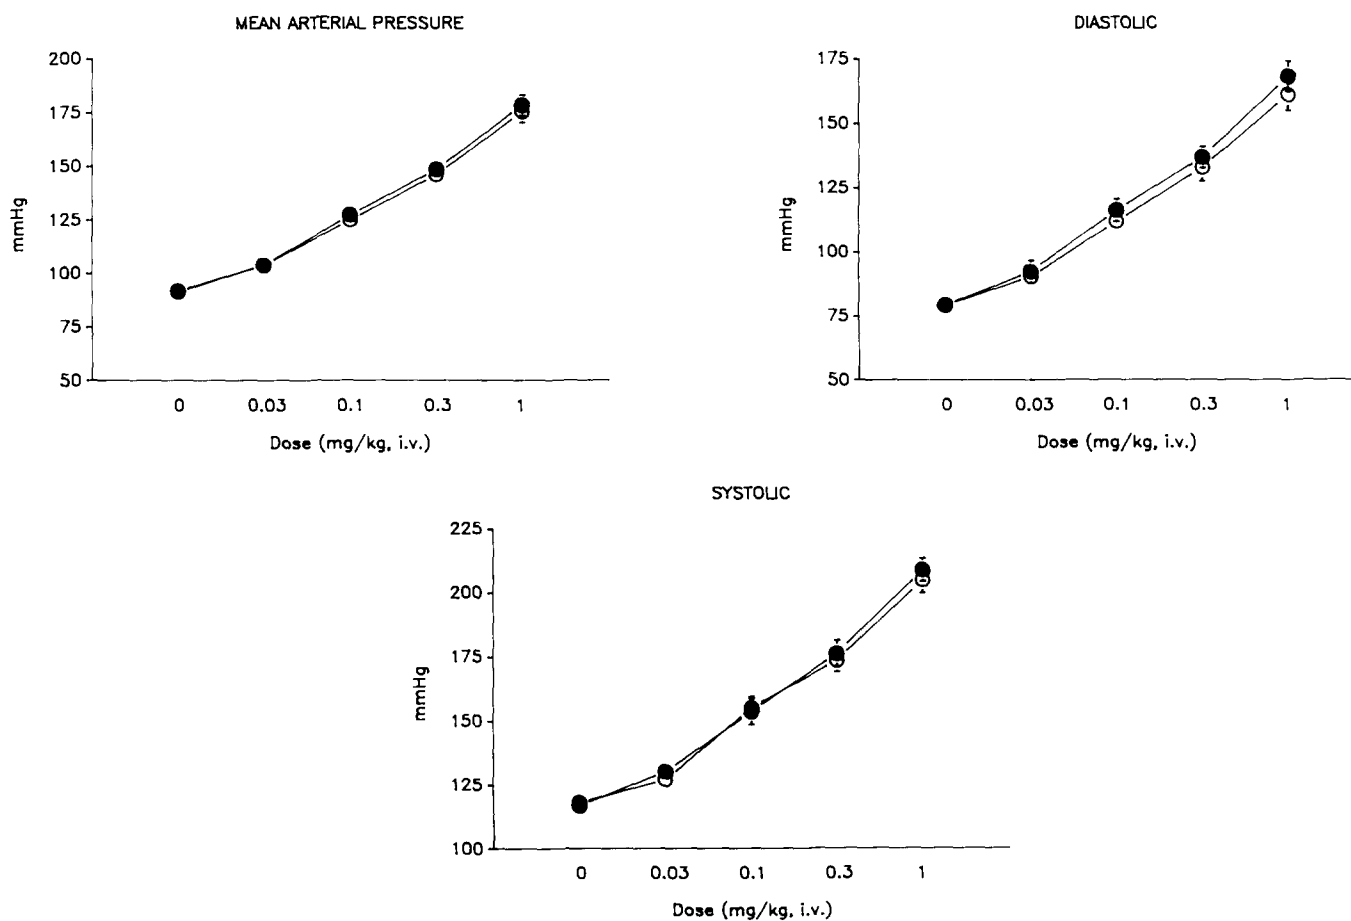 MEAN ARTERIAL PRESSURE
200
175
150
125
100
75
50
mmHg
0 0.03 0.1 0.3 1
Dose (mg/kg, i.v.)
DIASTOLIC
175
150
125
100
75
50
mmHg
0 0.03 0.1 0.3 1
Dose (mg/kg, i.v.)
SYSTOLIC
225
200
175
150
125
100
mmHg
0 0.03 0.1 0.3 1
Dose (mg/kg, i.v.)